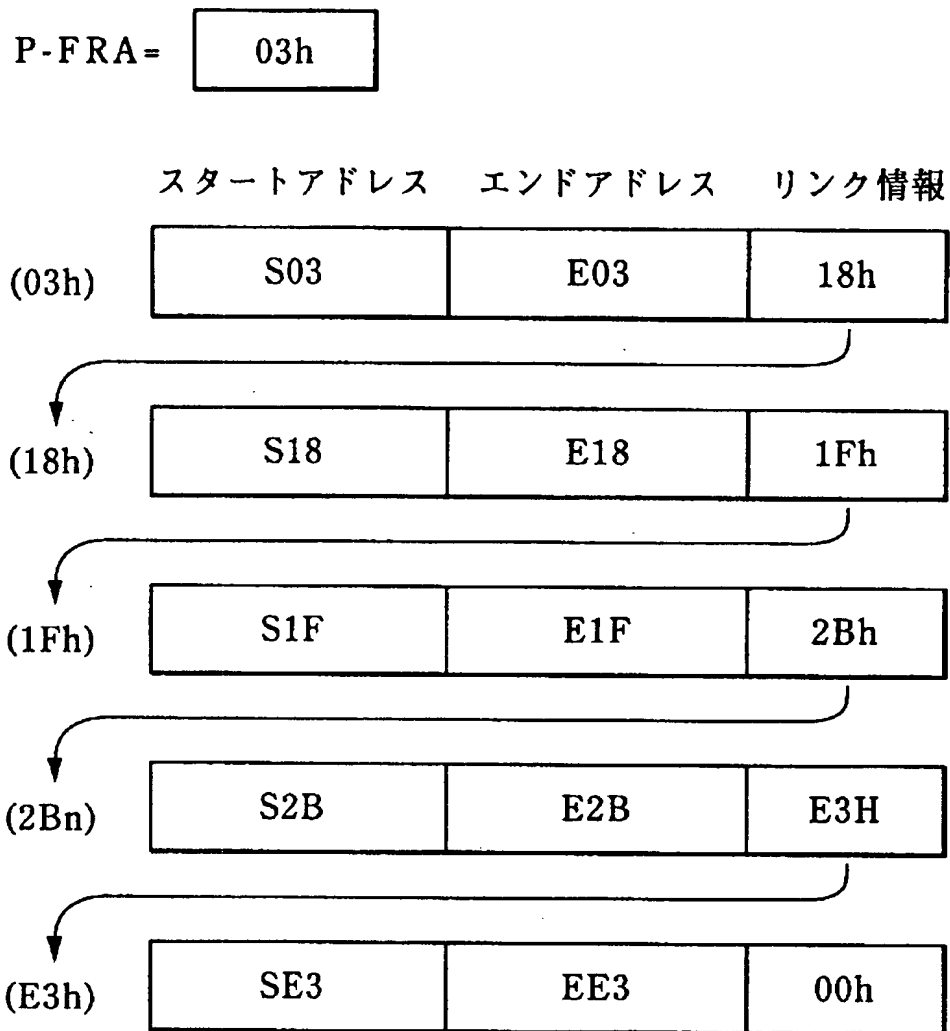 P-FRA= 03h
スタートアドレス エンドアドレス リンク情報
(03h) S03 E03 18h
(18h) S18 E18 1Fh
(1Fh) S1F E1F 2Bh
(2Bn) S2B E2B E3H
(E3h) SE3 EE3 00h